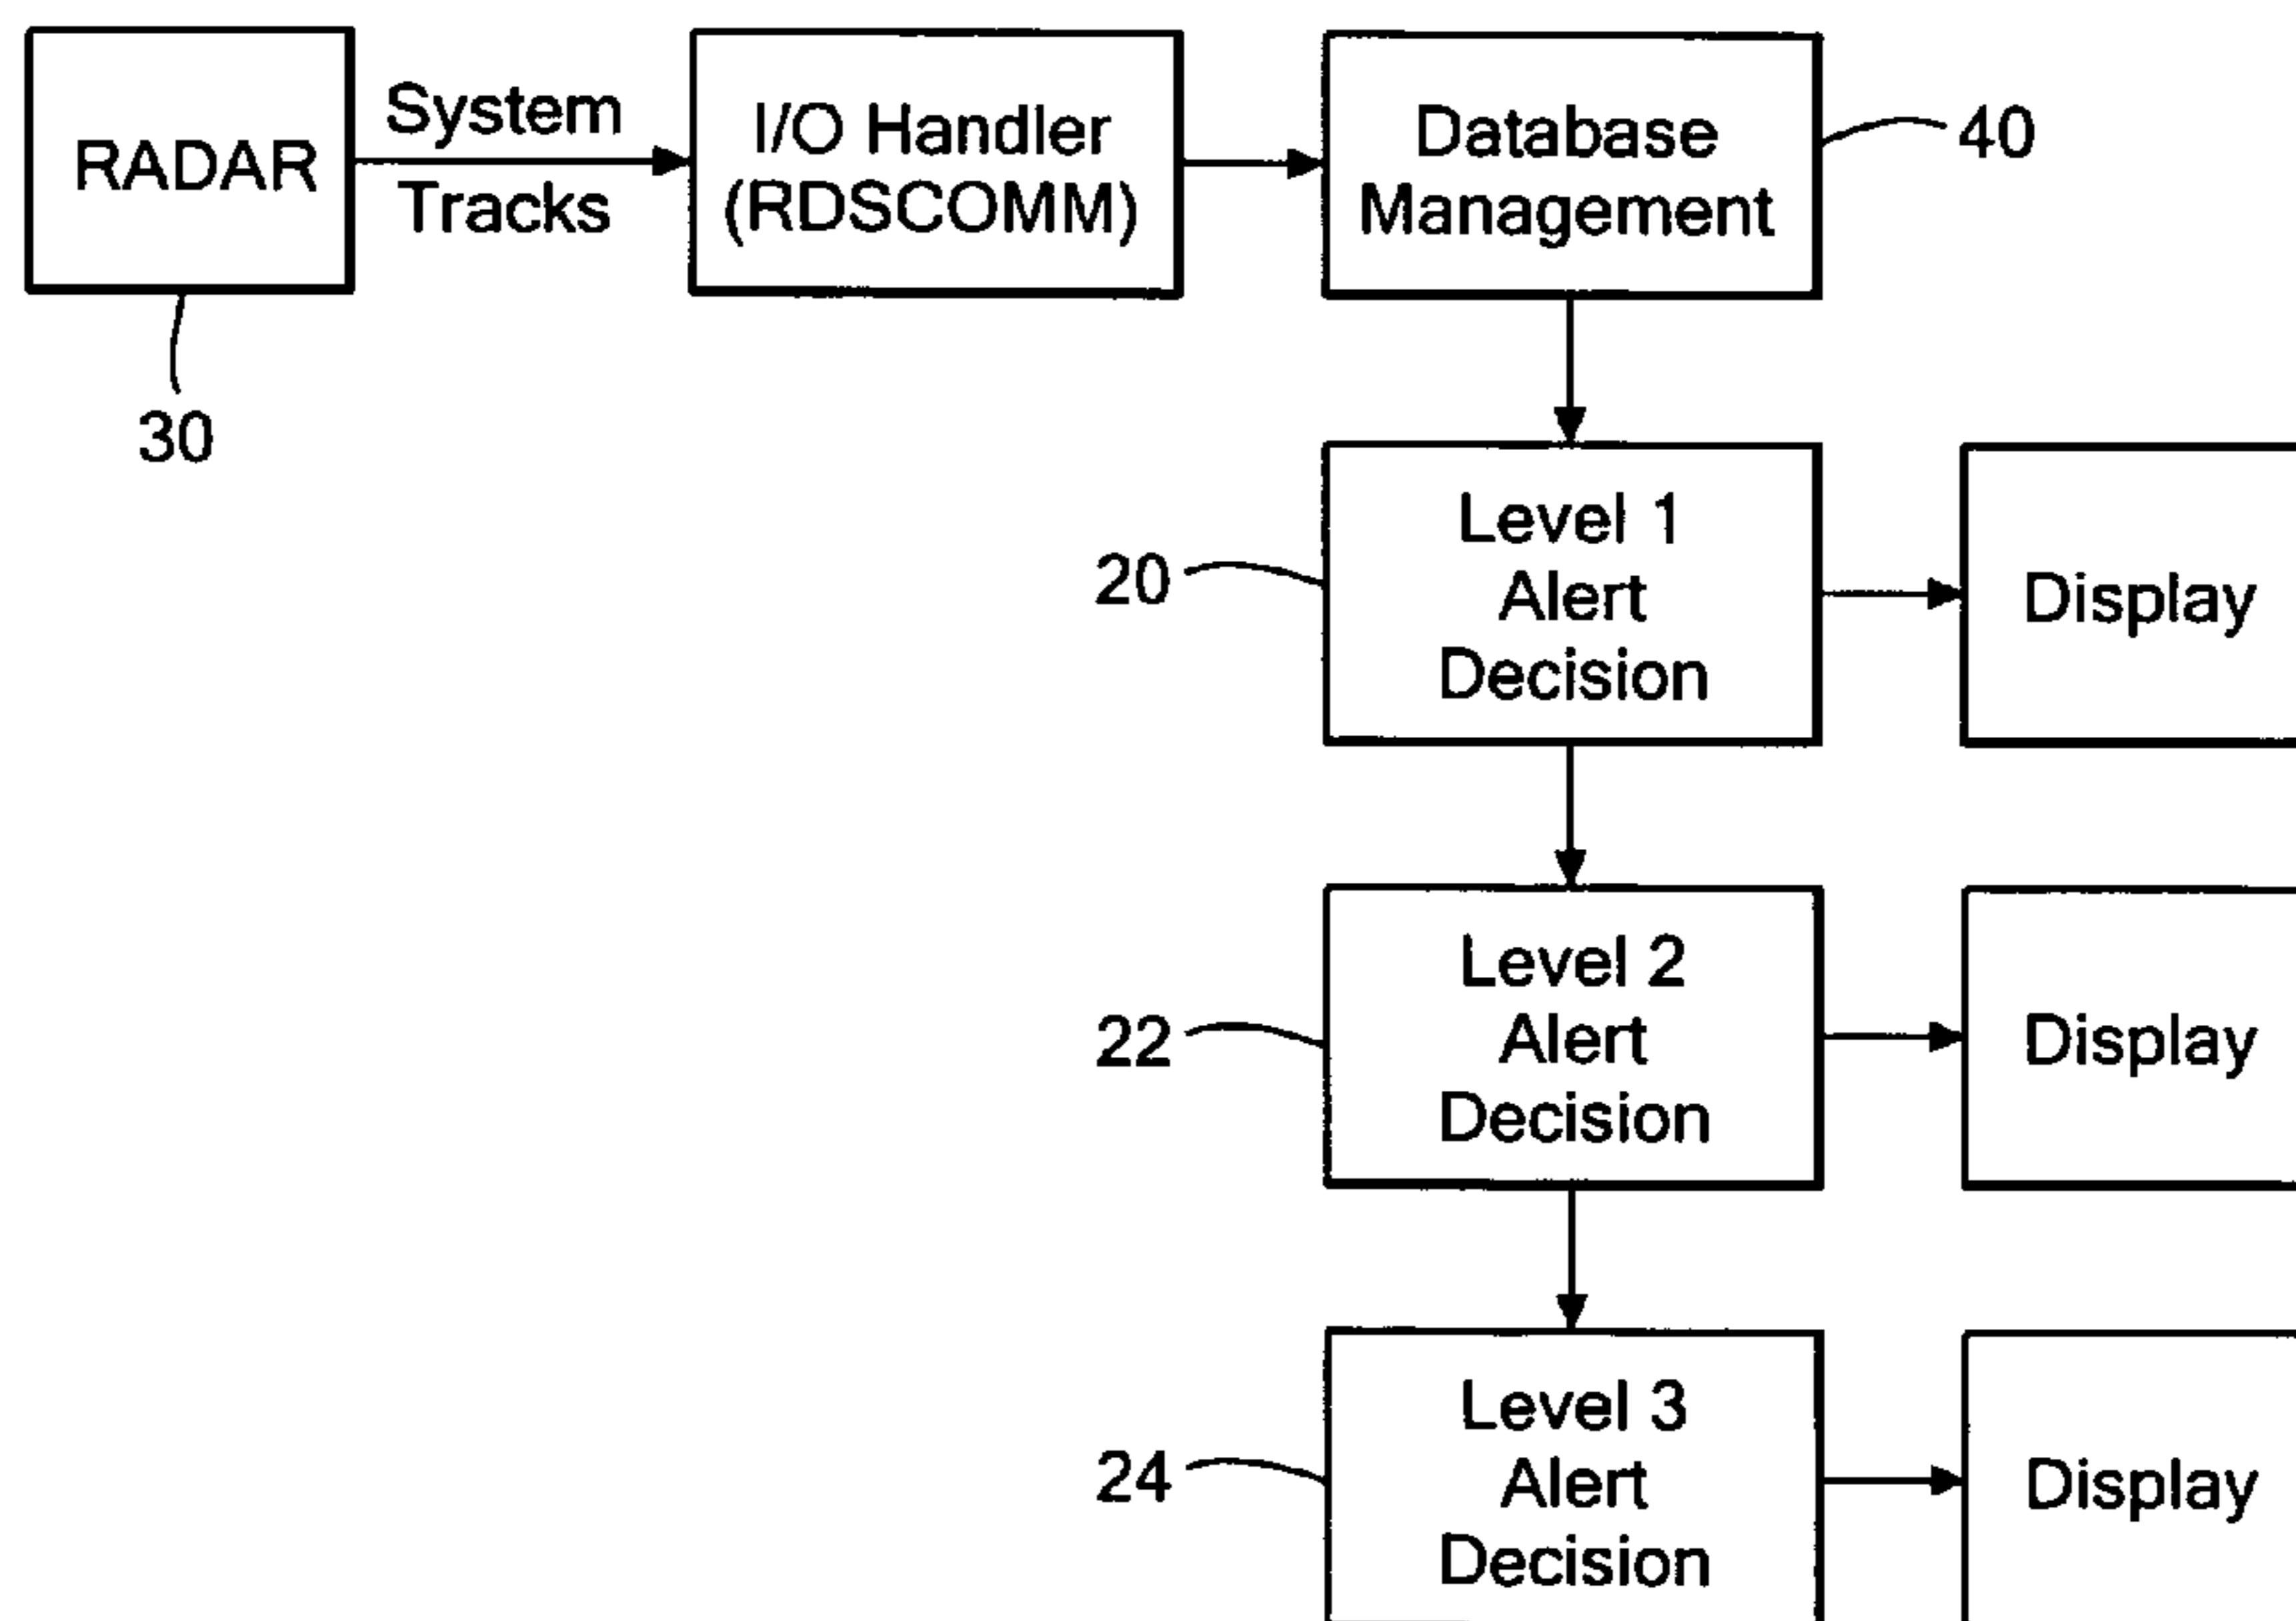 RADAR
System
Tracks
I/O Handler
(RDSCOMM)
Database
Management
40
30
Level 1
Alert
Decision
20
Display
Level 2
Alert
Decision
22
Display
Level 3
Alert
Decision
24
Display